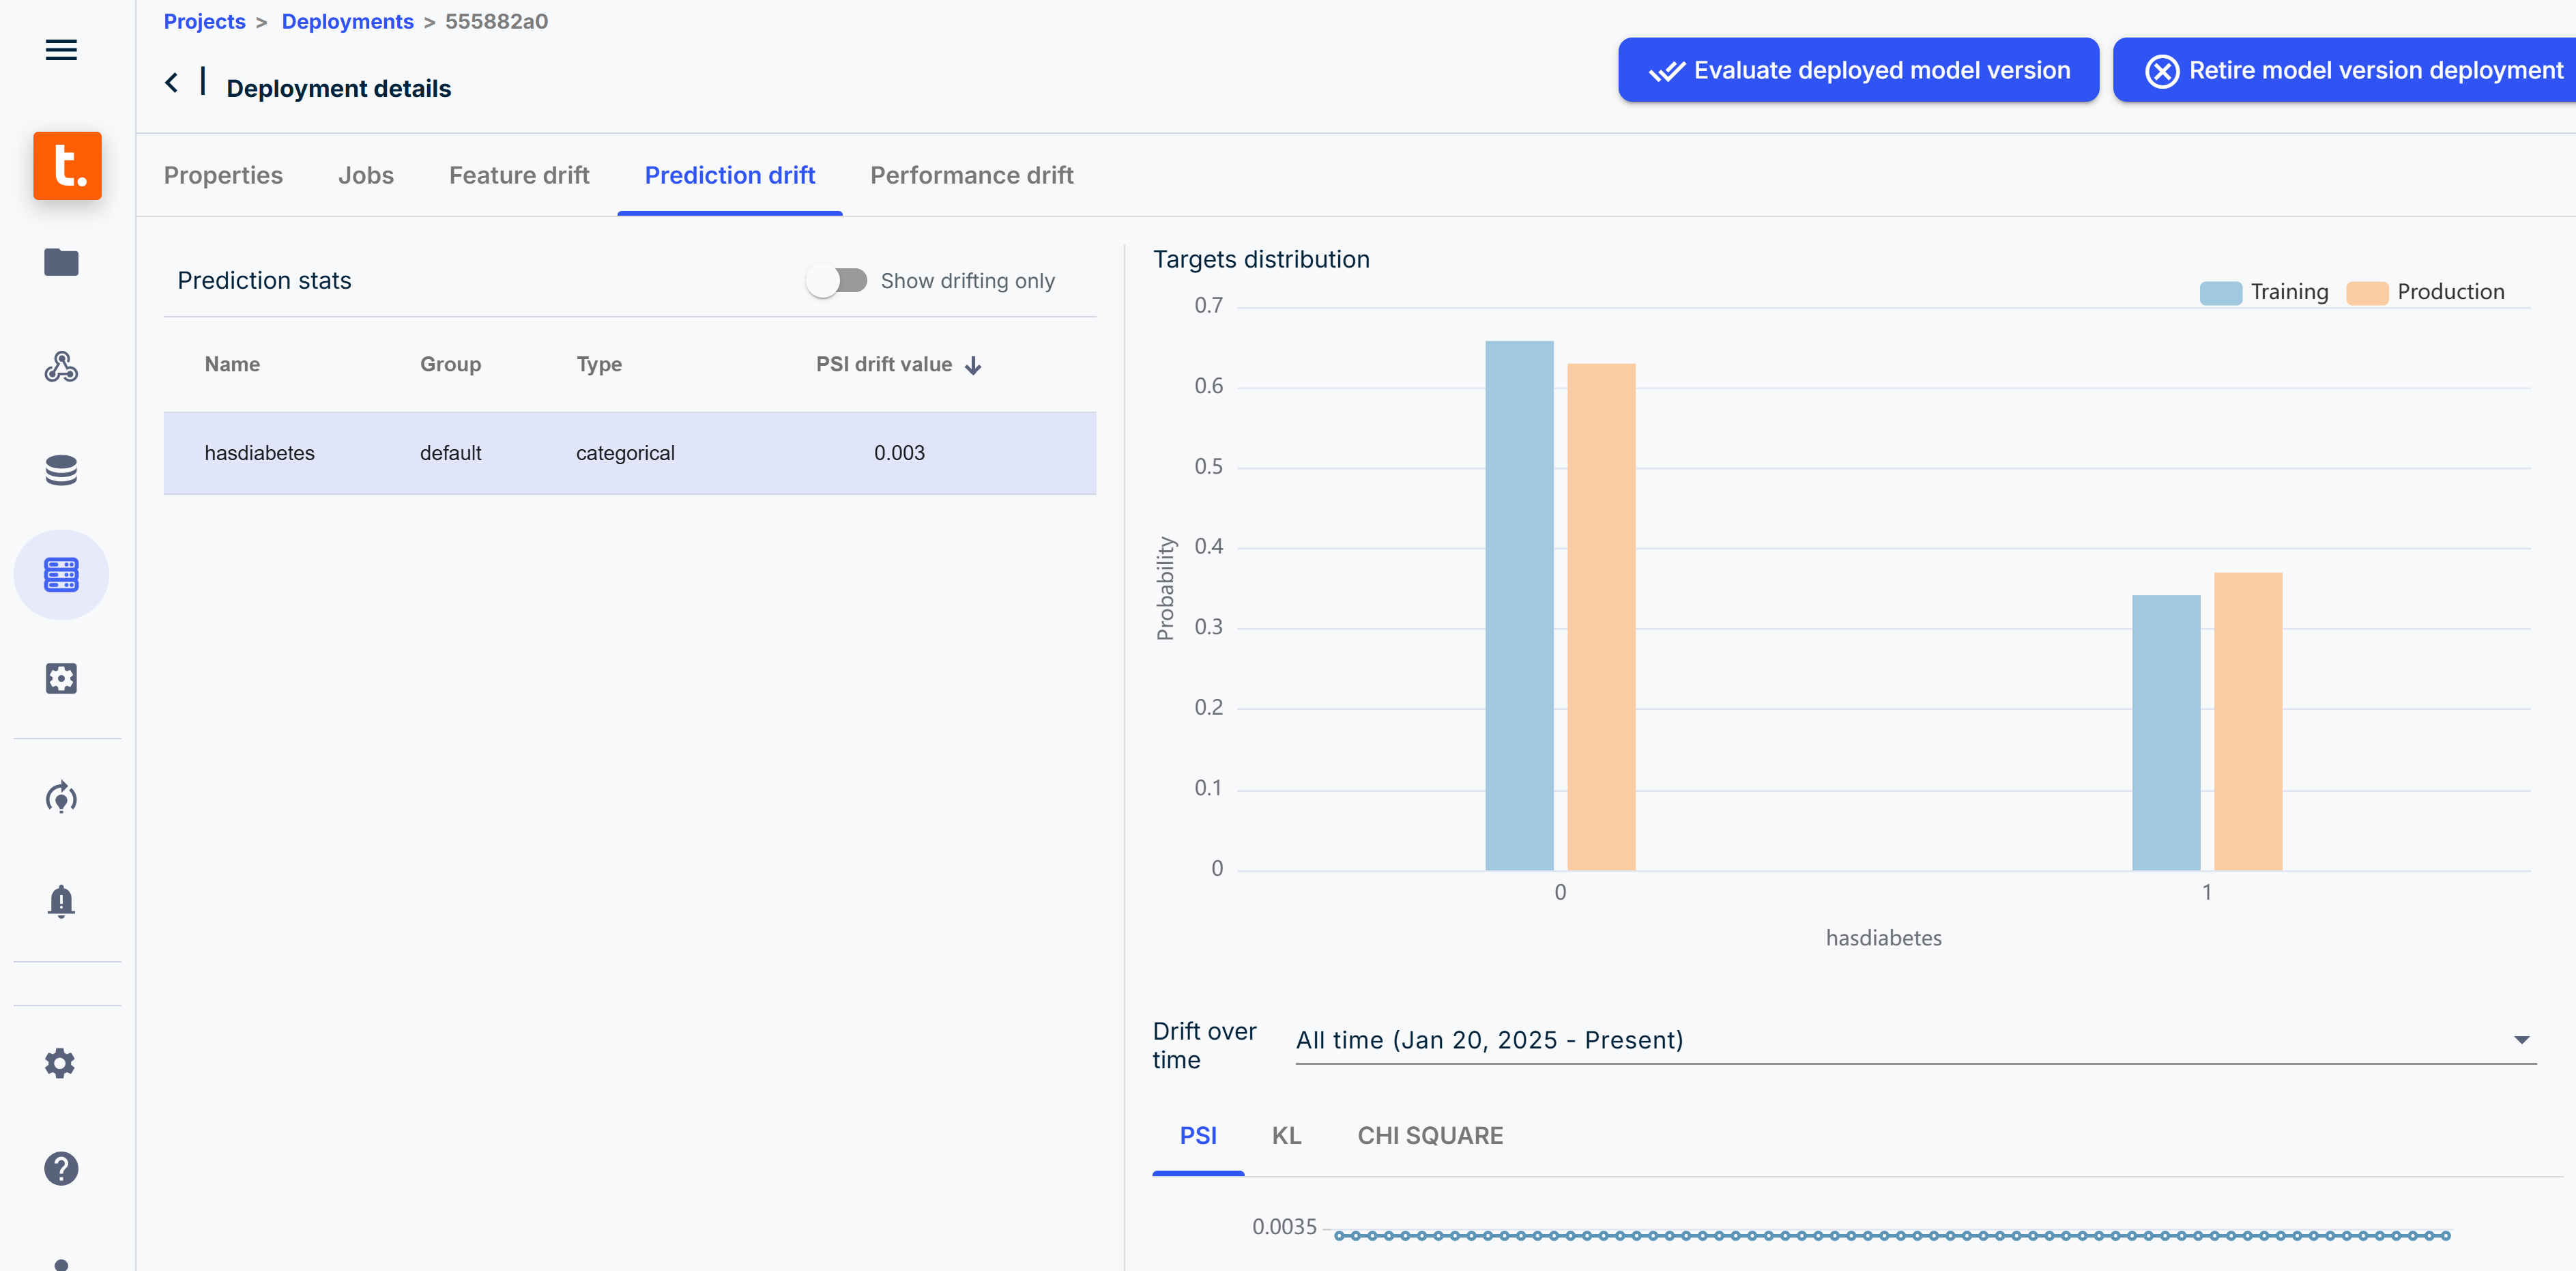 Projects > Deployments > 555882a0
Deployment details
Evaluate deployed model version
Retire model version deployment
t.
Properties
Jobs
Feature drift
Prediction drift
Performance drift
Prediction stats
Show drifting only
Name
Group
Type
PSI drift value
hasdiabetes
default
categorical
0.003
Targets distribution
Training
Production
0.7
0.6
0.5
0.4
0.3
0.2
0.1
0
Probability
0
1
hasdiabetes
Drift over
time
All time (Jan 20, 2025 - Present)
PSI
KL
CHI SQUARE
0.0035